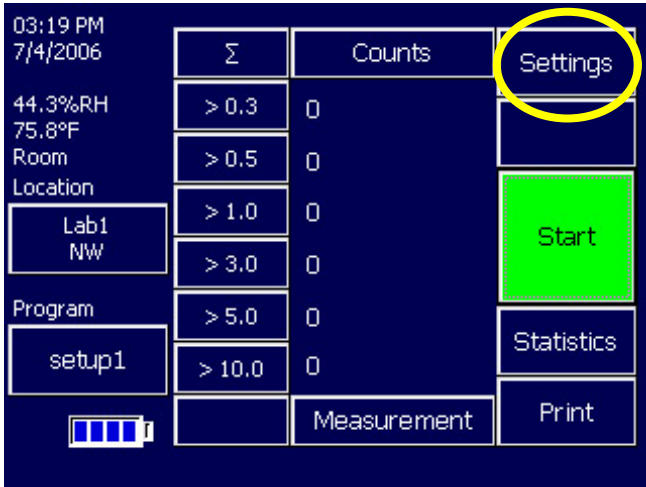 03:19 PM
7/4/2006
44.3%RH
75.8°F
Room
Location
Lab1
NW
Program
setup1
Σ
Counts
> 0.3
0
> 0.5
0
> 1.0
0
> 3.0
0
> 5.0
0
> 10.0
0
Measurement
Settings
Start
Statistics
Print